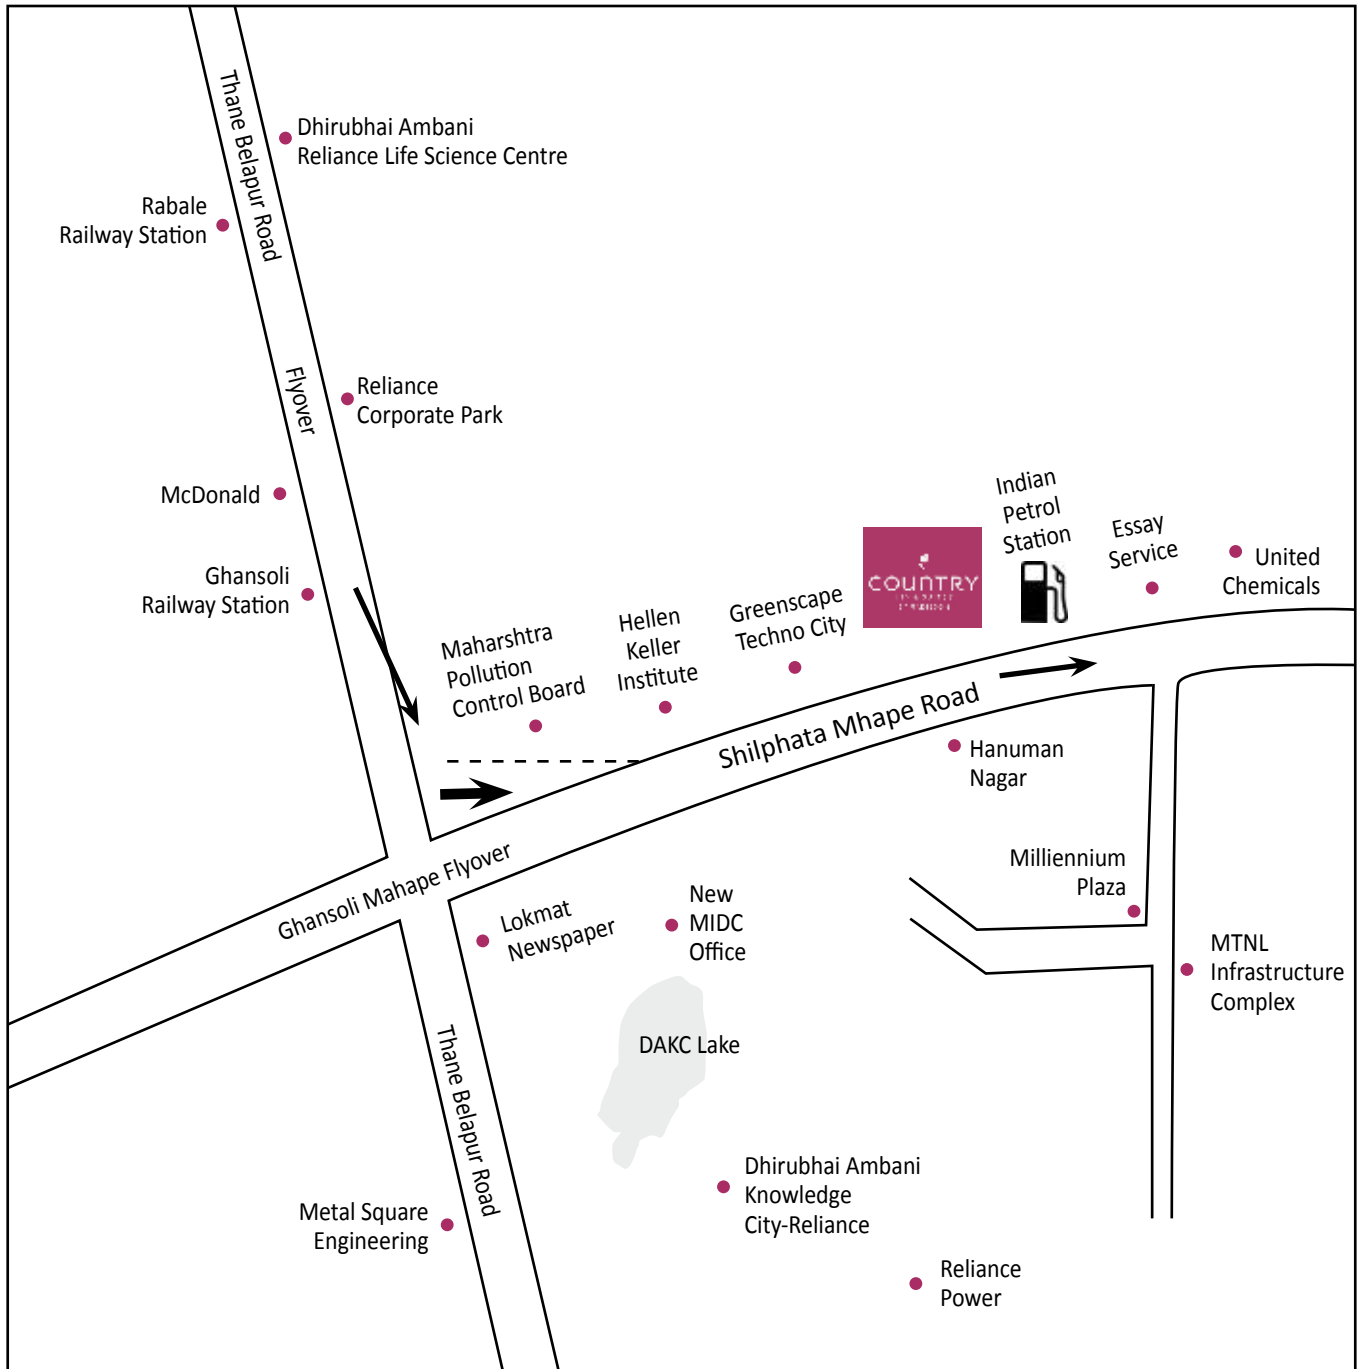 Thane Belapur Road
Dhirubhai Ambani
Reliance Life Science Centre
Rabale
Railway Station
Flyover
Reliance
Corporate Park
McDonald
Ghansoli
Railway Station
Maharshtra
Pollution
Control Board
Hellen
Keller
Institute
Greenscape
Techno City
COUNTRY
Indian
Petrol
Station
Essay
Service
United
Chemicals
Shilphata Mhape Road
Hanuman
Nagar
Ghansoli Mahape Flyover
Milliennium
Plaza
Lokmat
Newspaper
New
MIDC
Office
MTNL
Infrastructure
Complex
DAKC Lake
Thane Belapur Road
Dhirubhai Ambani
Knowledge
City-Reliance
Metal Square
Engineering
Reliance
Power